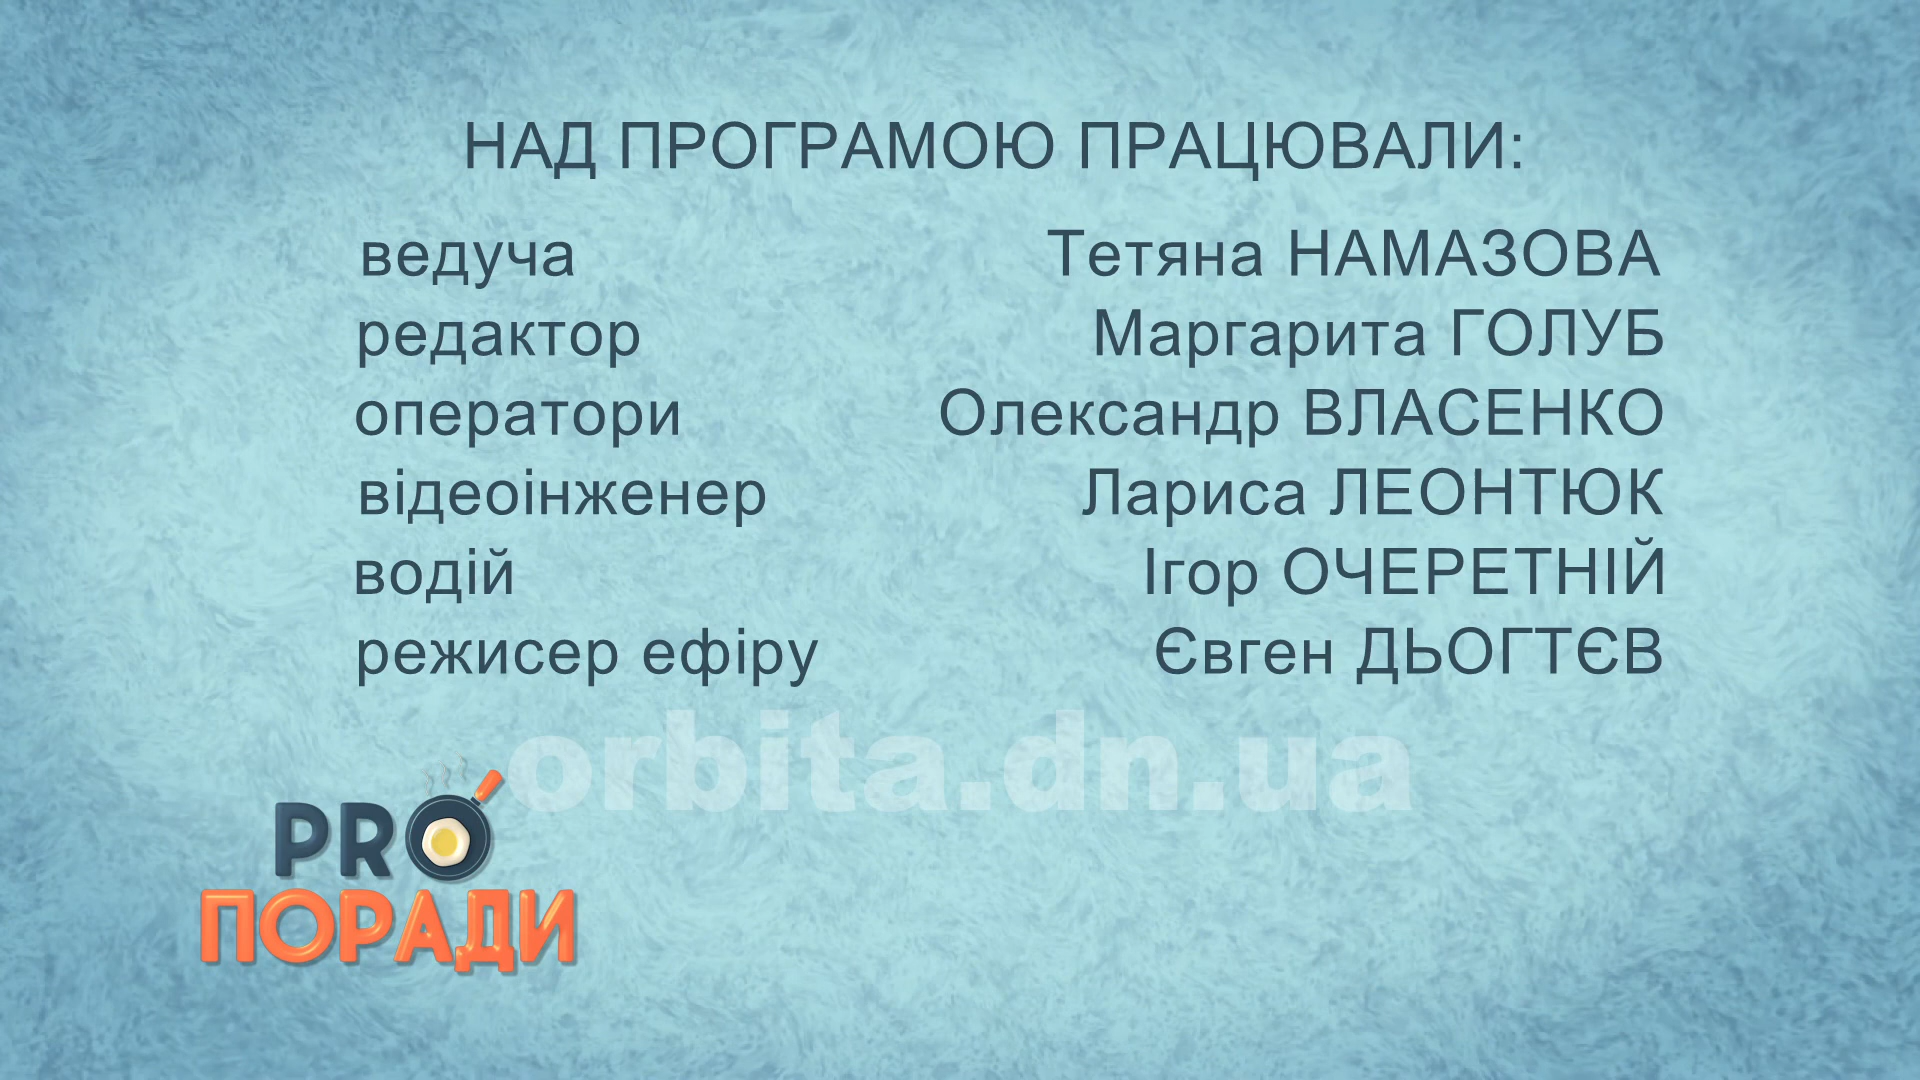 НАД ПРОГРАМОЮ ПРАЦЮВАЛИ:
ведуча Тетяна НАМАЗОВА
редактор Маргарита ГОЛУБ
оператори Олександр ВЛАСЕНКО
відеоінженер Лариса ЛЕОНТЮК
водій Ігор ОЧЕРЕТНІЙ
режисер ефіру Євген ДЬОГТЄВ
orbita.dn.ua
PRO
ПОРАДИ